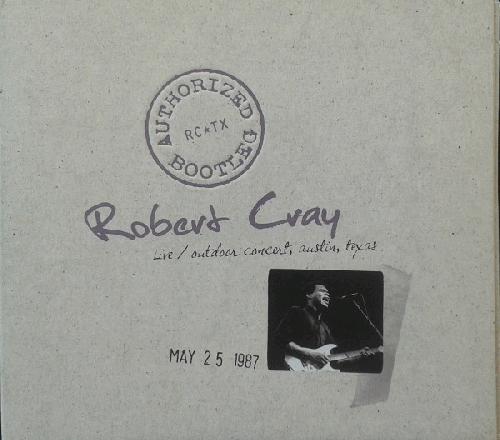 AUTHORIZED
RC★TX
BOOTLEG
Robert Cray
Live / outdoor concert, austin, texas
MAY 25 1987